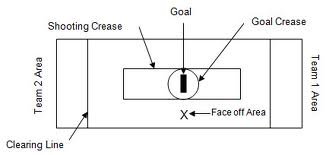 Goal
Shooting Crease
Goal Crease
Team 2 Area
Team 1 Area
X
Face off Area
Clearing Line